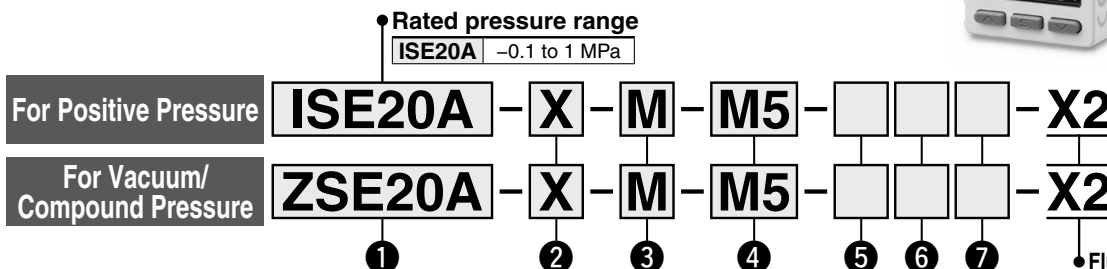 Rated pressure range
ISE20A −0.1 to 1 MPa
For Positive Pressure ISE20A - X - M - M5 - - X2
For Vacuum/
Compound Pressure ZSE20A - X - M - M5 - - X2
1 2 3 4 5 6 7
S